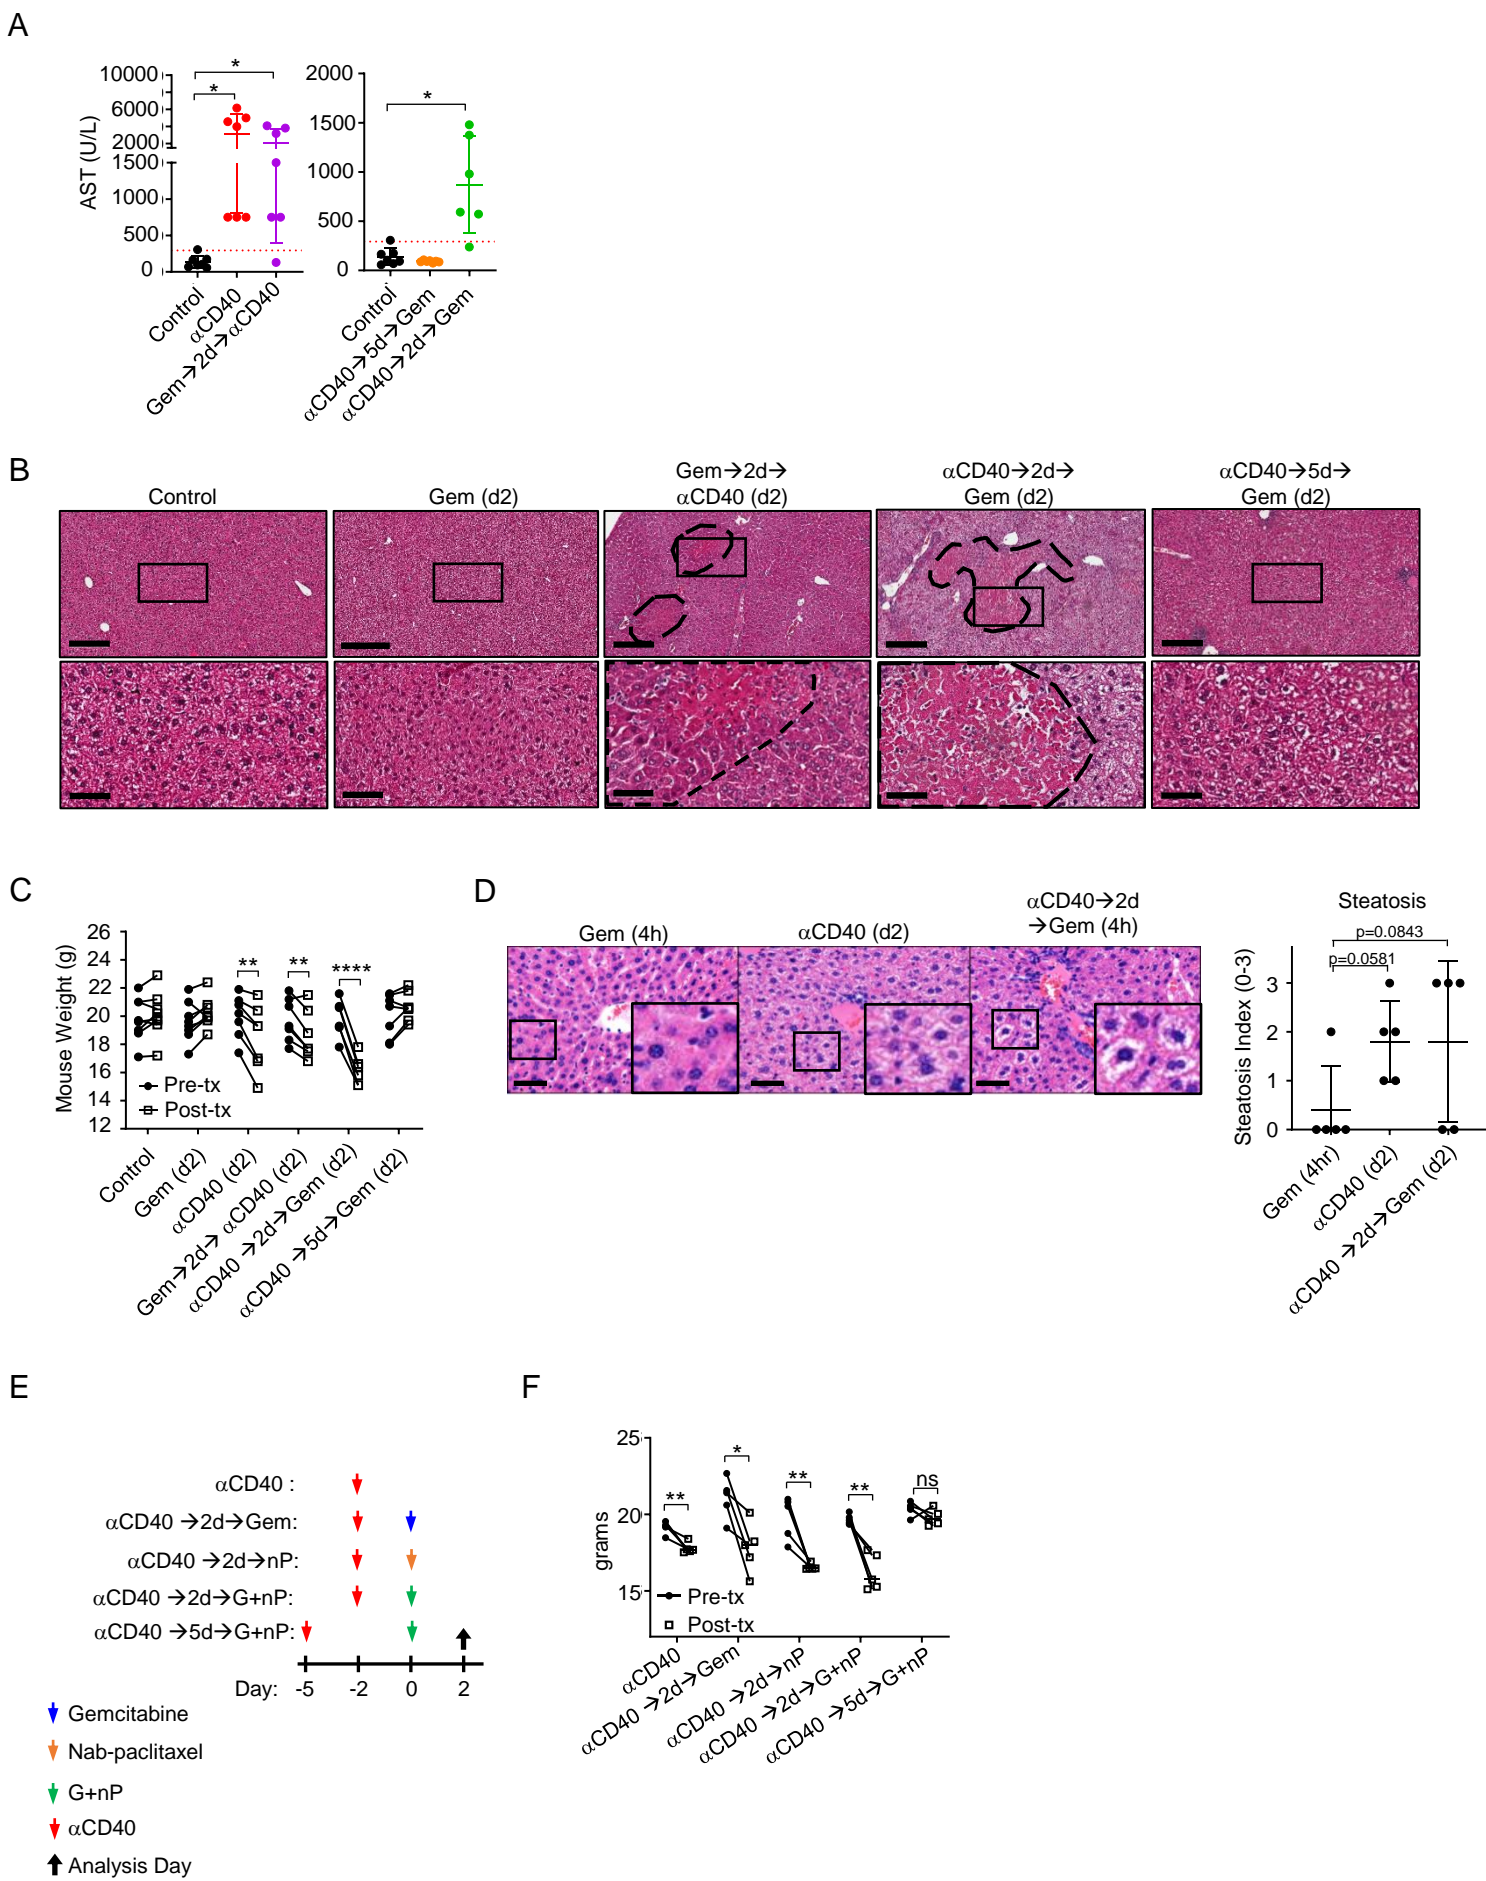 A
AST (U/L)
10000
6000
2000
1500
1000
500
0
*
*
Control
αCD40
Gem→2d→αCD40
2000
1500
1000
500
0
*
Control
αCD40→5d→Gem
αCD40→2d→Gem
B
Control
Gem (d2)
Gem→2d→
αCD40 (d2)
αCD40→2d→
Gem (d2)
αCD40→5d→
Gem (d2)
C
Mouse Weight (g)
26
24
22
20
18
16
14
12
**
**
****
Pre-tx
Post-tx
Control
Gem (d2)
αCD40 (d2)
Gem→2d→ αCD40 (d2)
αCD40 →2d→Gem (d2)
αCD40 →5d→Gem (d2)
D
Gem (4h)
αCD40 (d2)
αCD40→2d
→Gem (4h)
Steatosis
p=0.0843
p=0.0581
Steatosis Index (0-3)
3
2
1
0
Gem (4hr)
αCD40 (d2)
αCD40 →2d→Gem (d2)
E
αCD40 :
αCD40 →2d→Gem:
αCD40 →2d→nP:
αCD40 →2d→G+nP:
αCD40 →5d→G+nP:
Day: -5 -2 0 2
Gemcitabine
Nab-paclitaxel
G+nP
αCD40
Analysis Day
F
grams
25
20
15
**
*
**
**
ns
Pre-tx
Post-tx
αCD40
αCD40 →2d→Gem
αCD40 →2d→nP
αCD40 →2d→G+nP
αCD40 →5d→G+nP